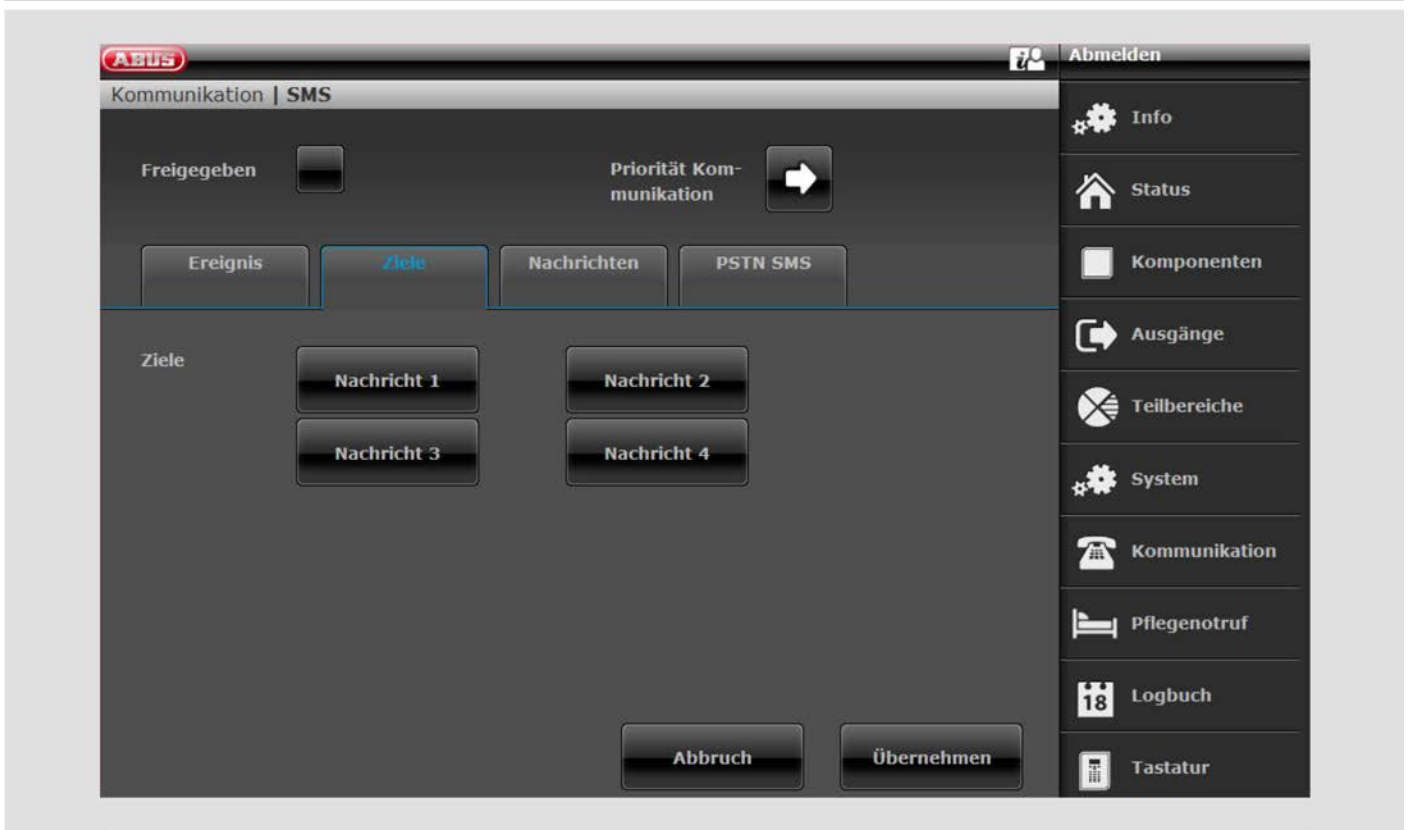 ABUS
Abmelden
Kommunikation | SMS
Freigegeben
Priorität Kom-
munikation
Ereignis
Ziele
Nachrichten
PSTN SMS
Ziele
Nachricht 1
Nachricht 2
Nachricht 3
Nachricht 4
Abbruch
Übernehmen
Info
Status
Komponenten
Ausgänge
Teilbereiche
System
Kommunikation
Pflegenotruf
18
Logbuch
Tastatur